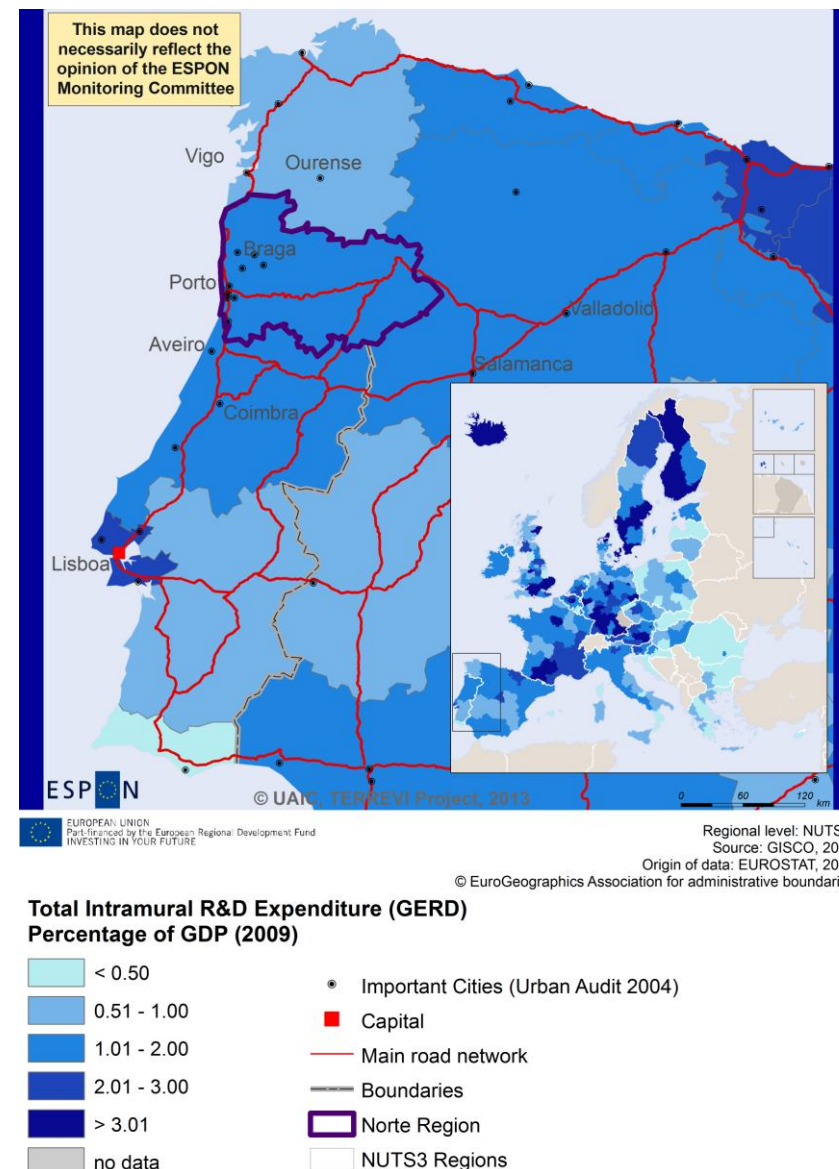 This map does not
necessarily reflect the
opinion of the ESPON
Monitoring Committee
Vigo
Ourense
Braga
Porto
Valladolid
Aveiro
Salamanca
Coimbra
Lisboa
ESPON
© UAIC, TERREVI Project, 2013
0 60 120
km
EUROPEAN UNION
Part-financed by the European Regional Development Fund
INVESTING IN YOUR FUTURE
Regional level: NUTS
Source: GISCO, 20
Origin of data: EUROSTAT, 20
© EuroGeographics Association for administrative boundari
Total Intramural R&D Expenditure (GERD)
Percentage of GDP (2009)
< 0.50
0.51 - 1.00
1.01 - 2.00
2.01 - 3.00
> 3.01
no data
Important Cities (Urban Audit 2004)
Capital
Main road network
Boundaries
Norte Region
NUTS3 Regions